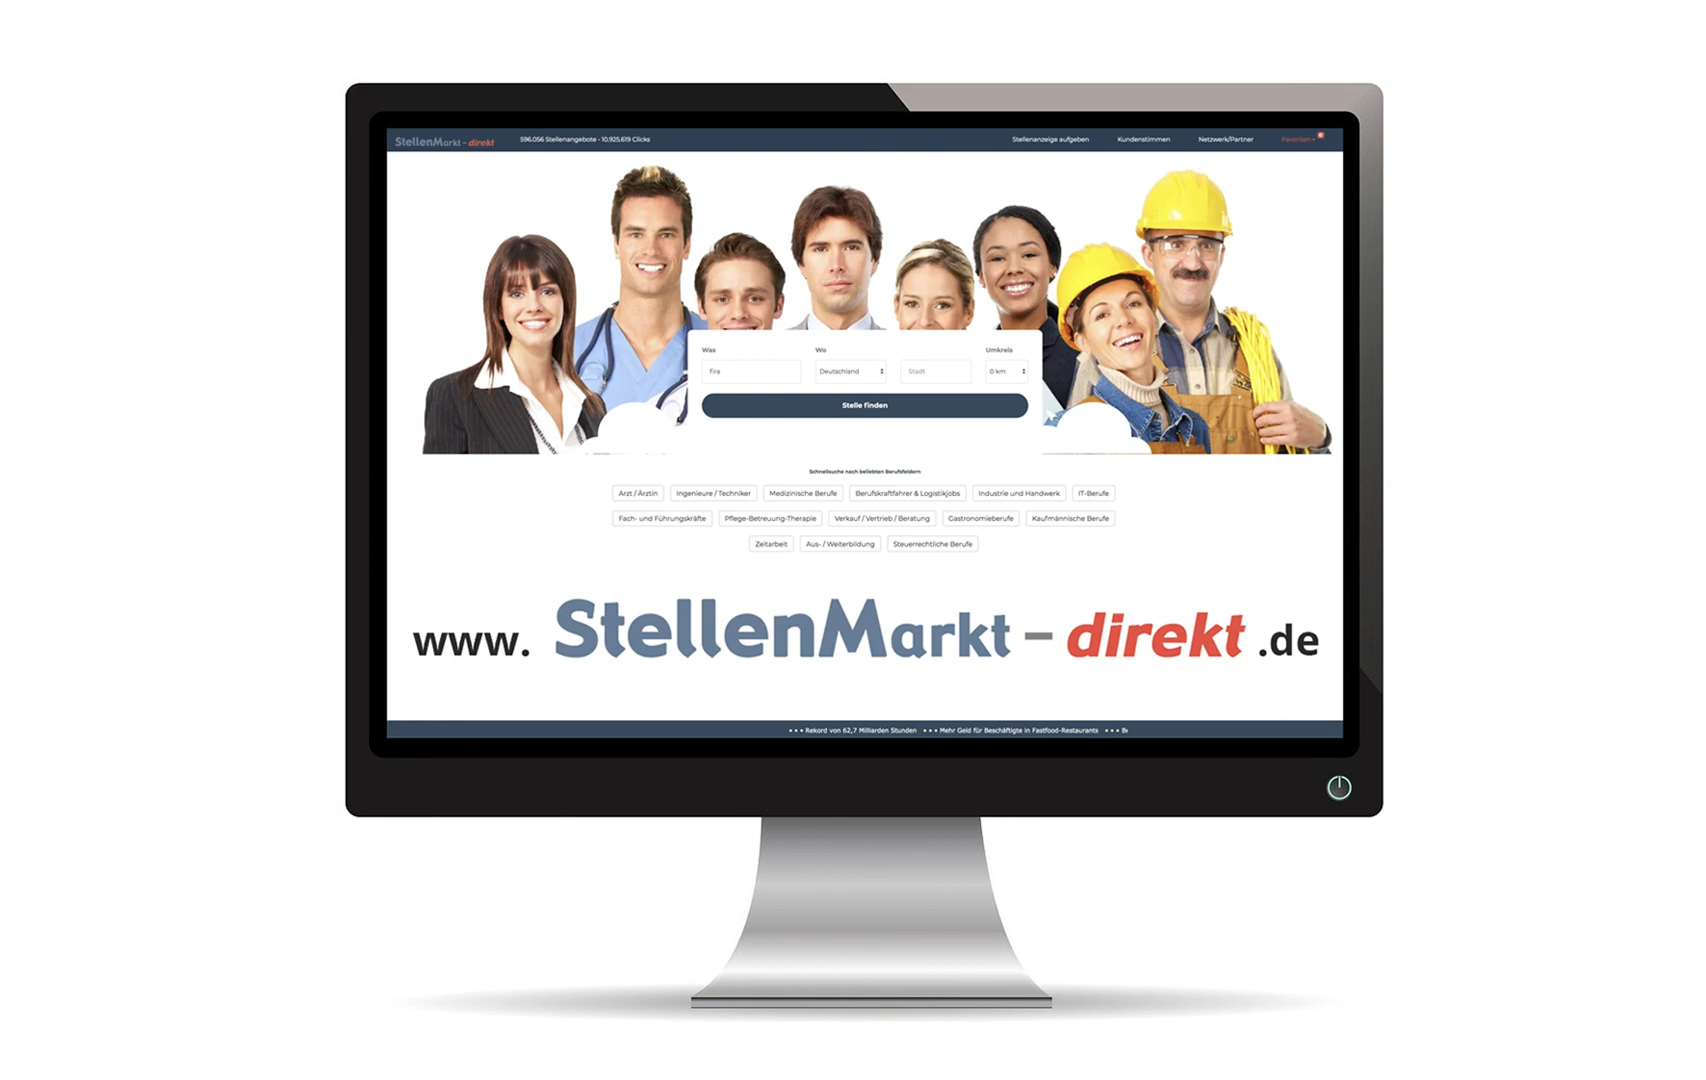 StellenMarkt-direkt 596.056 Stellenangebote • 10.925.619 Clicks Stellenanzeige aufgeben Kundenstimmen Netzwerk/Partner Favoriten 0
Was Wo Umkreis
fira Deutschland Stadt 0 km
Stelle finden
Schnellsuche nach beliebten Berufsfeldern
Arzt / Ärztin Ingenieure / Techniker Medizinische Berufe Berufskraftfahrer & Logistikjobs Industrie und Handwerk IT-Berufe
Fach- und Führungskräfte Pflege-Betreuung-Therapie Verkauf / Vertrieb / Beratung Gastronomieberufe Kaufmännische Berufe
Zeitarbeit Aus- / Weiterbildung Steuerrechtliche Berufe
www. StellenMarkt-direkt .de
• • • Rekord von 62,7 Milliarden Stunden • • • Mehr Geld für Beschäftigte in Fastfood-Restaurants • • •